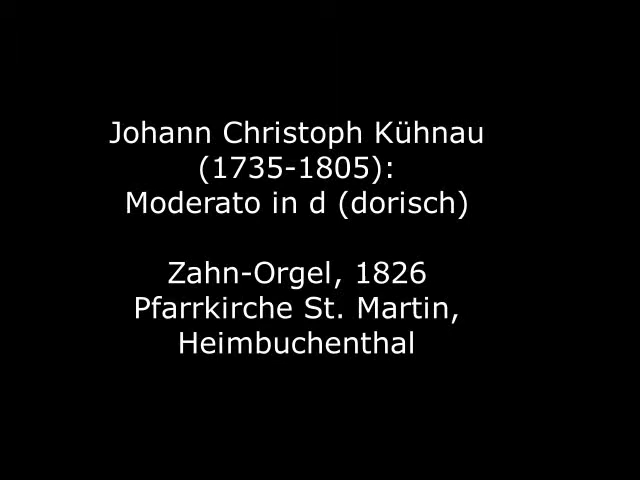 Johann Christoph Kühnau
(1735-1805):
Moderato in d (dorisch)
Zahn-Orgel, 1826
Pfarrkirche St. Martin,
Heimbuchenthal